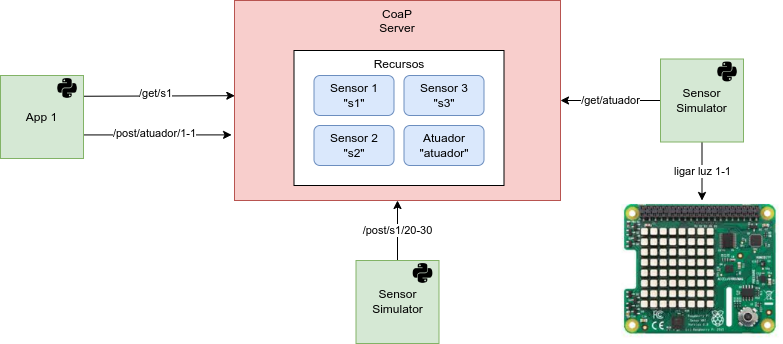 CoaP
Server
Recursos
Sensor 1
"s1"
Sensor 3
"s3"
Sensor 2
"s2"
Atuador
"atuador"
App 1
/get/s1
/post/atuador/1-1
/get/atuador
Sensor
Simulator
ligar luz 1-1
/post/s1/20-30
Sensor
Simulator